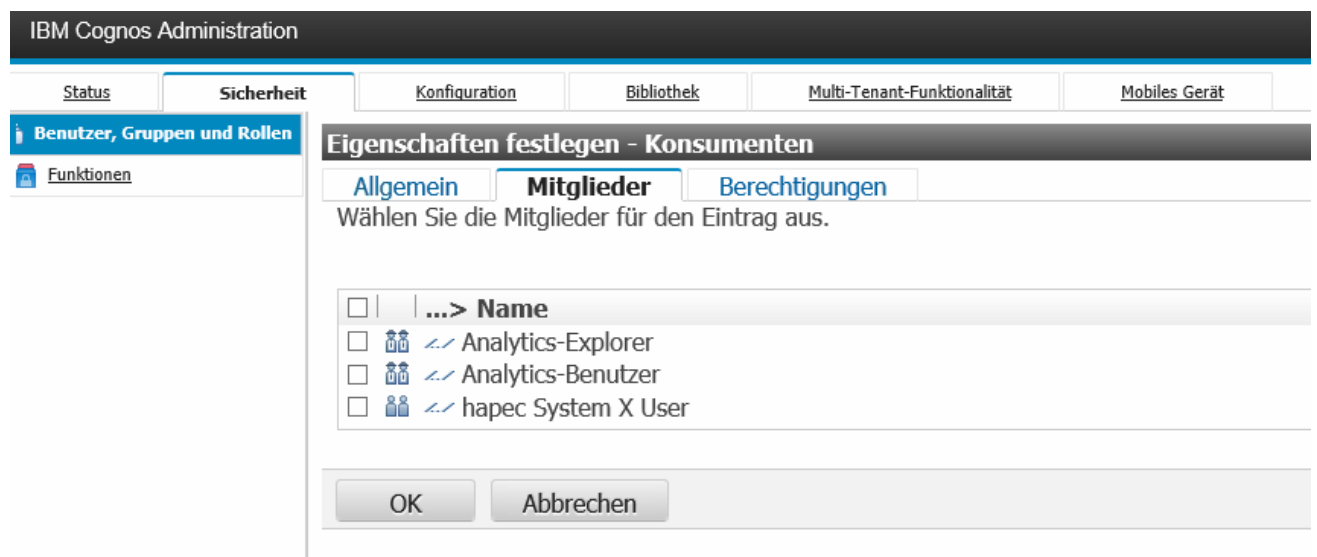 IBM Cognos Administration
Status Sicherheit Konfiguration Bibliothek Multi-Tenant-Funktionalität Mobiles Gerät
Benutzer, Gruppen und Rollen
Funktionen
Eigenschaften festlegen - Konsumenten
Allgemein Mitglieder Berechtigungen
Wählen Sie die Mitglieder für den Eintrag aus.
...> Name
Analytics-Explorer
Analytics-Benutzer
hapec System X User
OK Abbrechen